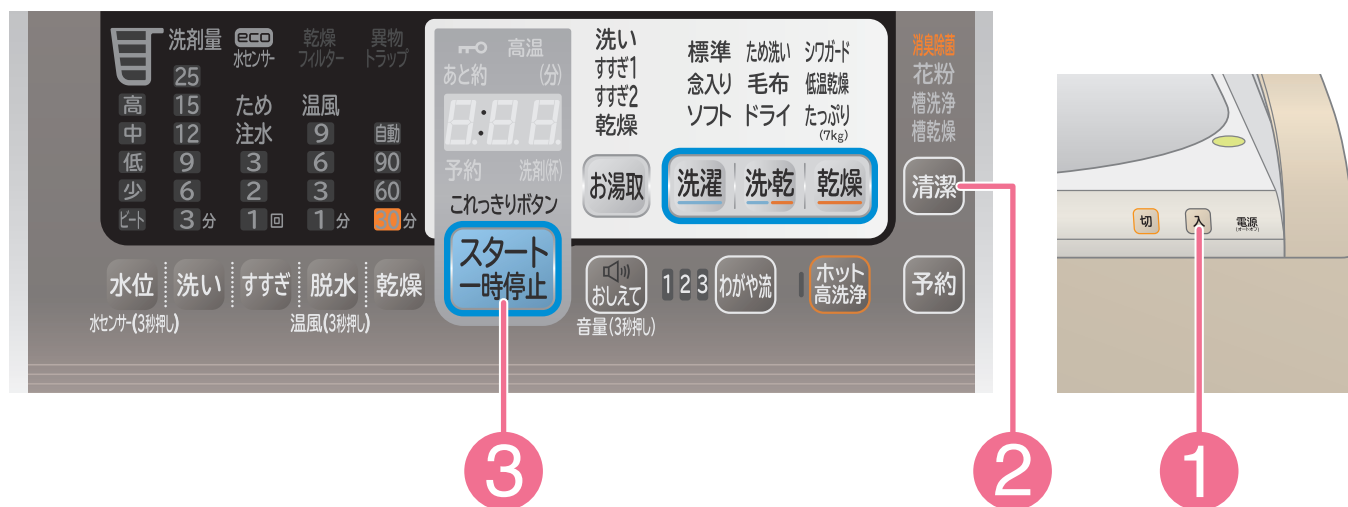 洗剤量
eco
水センサー
乾燥
フィルター
異物
トラップ
25
高 15 ため 温風
中 12 注水 9 自動
低 9 3 6 90
少 6 2 3 60
ビート 3分 1回 1分 30分
高温
あと約 (分)
8:88
予約 洗剤(杯)
これっきりボタン
スタート
一時停止
洗い
すすぎ1
すすぎ2
乾燥
標準 ため洗い シワガード
念入り 毛布 低温乾燥
ソフト ドライ たっぷり
(7kg)
お湯取
洗濯
洗▸乾
乾燥
消臭除菌
花粉
槽洗浄
槽乾燥
清潔
水位
洗い
すすぎ
脱水
乾燥
水センサー(3秒押し)
温風(3秒押し)
おしえて
音量(3秒押し)
1 2 3
わがや流
ホット
高洗浄
予約
切
入
電源
(オートオフ)
3
2
1